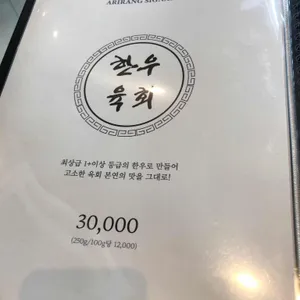 ARIRANG
한우
육회
최상급 1+이상 등급의 한우로 만들어
고소한 육회 본연의 맛을 그대로!
30,000
(250g/100g당 12,000)